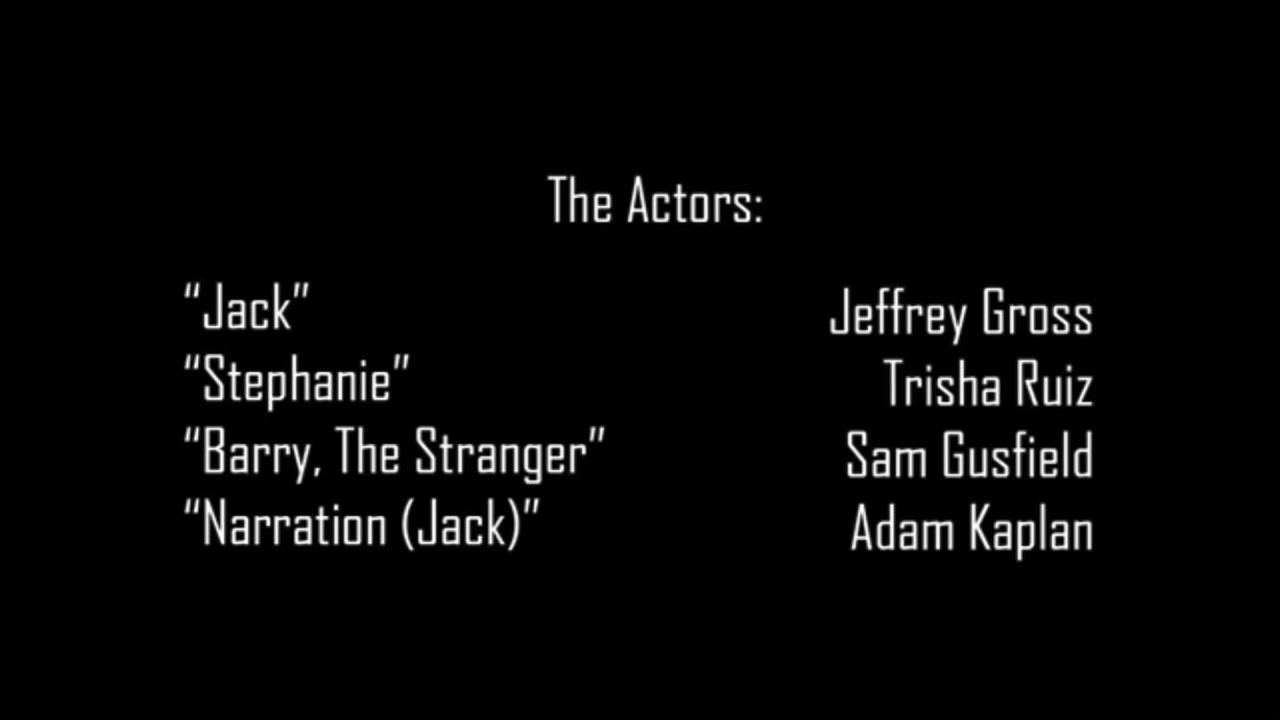 The Actors:
“Jack” Jeffrey Gross
“Stephanie” Trisha Ruiz
“Barry, The Stranger” Sam Gusfield
“Narration (Jack)” Adam Kaplan